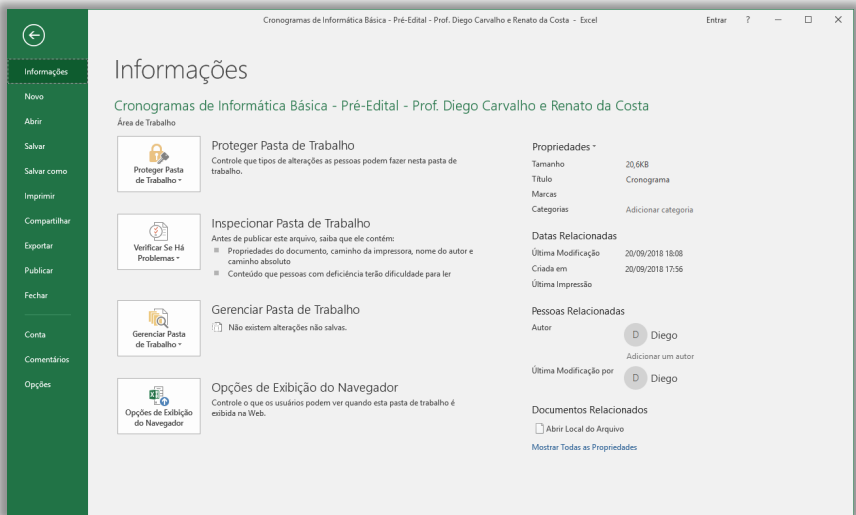 Cronogramas de Informática Básica - Pré-Edital - Prof. Diego Carvalho e Renato da Costa - Excel
Entrar ?
Informações
Novo
Abrir
Salvar
Salvar como
Imprimir
Compartilhar
Exportar
Publicar
Fechar
Conta
Comentários
Opções
Informações
Cronogramas de Informática Básica - Pré-Edital - Prof. Diego Carvalho e Renato da Costa
Área de Trabalho
Proteger Pasta
de Trabalho
Proteger Pasta de Trabalho
Controle que tipos de alterações as pessoas podem fazer nesta pasta de
trabalho.
Verificar Se Há
Problemas
Inspecionar Pasta de Trabalho
Antes de publicar este arquivo, saiba que ele contém:
Propriedades do documento, caminho da impressora, nome do autor e
caminho absoluto
Conteúdo que pessoas com deficiência terão dificuldade para ler
Gerenciar Pasta
de Trabalho
Gerenciar Pasta de Trabalho
Não existem alterações não salvas.
Opções de Exibição
do Navegador
Opções de Exibição do Navegador
Controle o que os usuários podem ver quando esta pasta de trabalho é
exibida na Web.
Propriedades
Tamanho 20,6KB
Título Cronograma
Marcas
Categorias Adicionar categoria
Datas Relacionadas
Última Modificação 20/09/2018 18:08
Criada em 20/09/2018 17:56
Última Impressão
Pessoas Relacionadas
Autor D Diego
Adicionar um autor
Última Modificação por D Diego
Documentos Relacionados
Abrir Local do Arquivo
Mostrar Todas as Propriedades